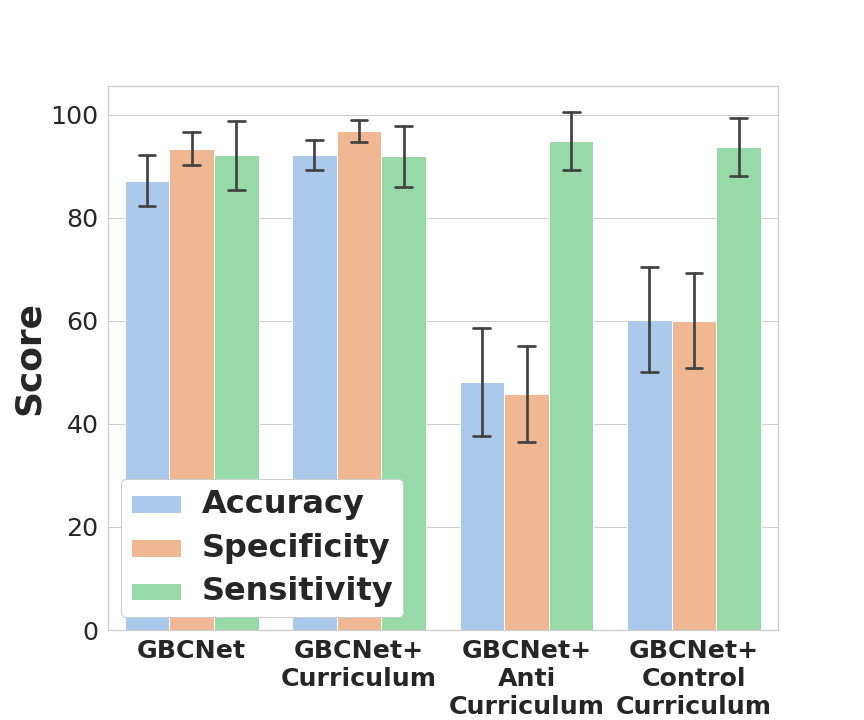 100
80
60
40
20
0
Score
Accuracy
Specificity
Sensitivity
GBCNet
GBCNet+
Curriculum
GBCNet+
Anti
Curriculum
GBCNet+
Control
Curriculum